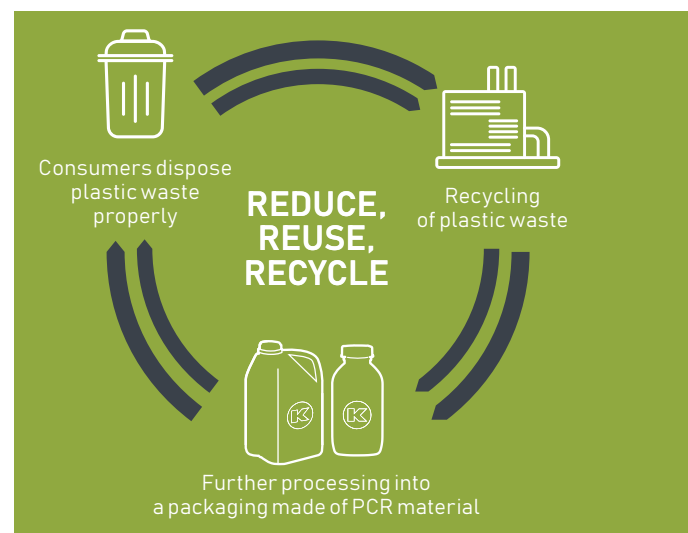 Consumers dispose
plastic waste
properly
Recycling
of plastic waste
REDUCE,
REUSE,
RECYCLE
K
K
Further processing into
a packaging made of PCR material